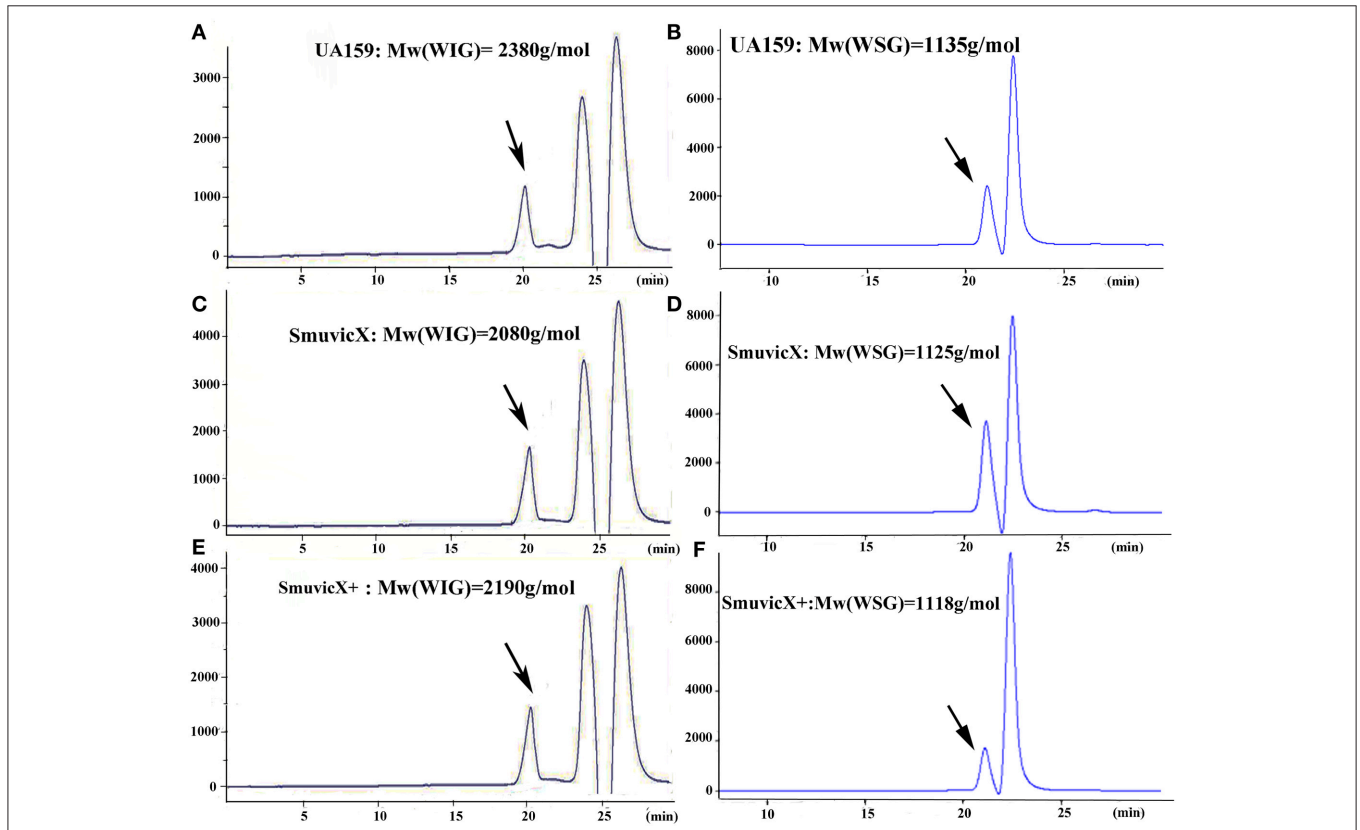 A
UA159: Mw(WIG)= 2380g/mol
3000
2000
1000
0
5 10 15 20 25 (min)
B
UA159: Mw(WSG)=1135g/mol
8000
6000
4000
2000
0
10 15 20 25 (min)
C
SmuvicX: Mw(WIG)=2080g/mol
4000
3000
2000
1000
0
5 10 15 20 25 (min)
D
SmuvicX: Mw(WSG)=1125g/mol
8000
6000
4000
2000
0
10 15 20 25 (min)
E
SmuvicX+ : Mw(WIG)=2190g/mol
4000
3000
2000
1000
0
5 10 15 20 25 (min)
F
SmuvicX+:Mw(WSG)=1118g/mol
8000
6000
4000
2000
0
10 15 20 25 (min)